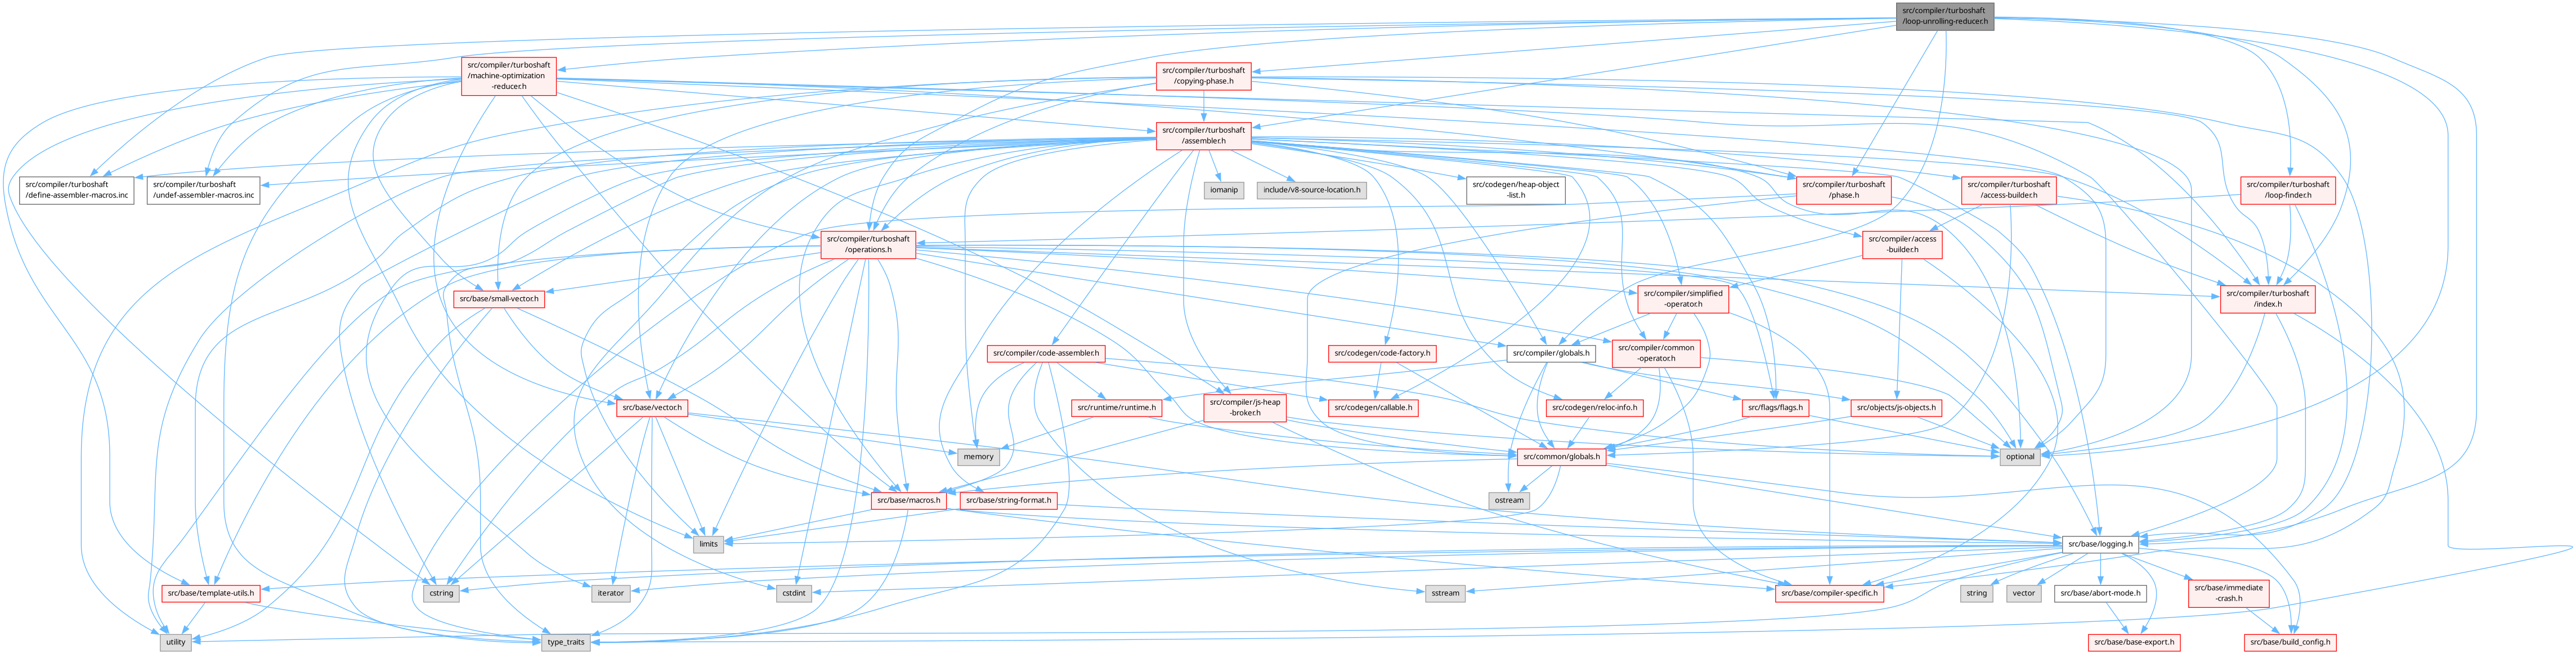 src/compiler/turboshaft
/loop-unrolling-reducer.h
src/compiler/turboshaft
/machine-optimization
-reducer.h
src/compiler/turboshaft
/copying-phase.h
src/compiler/turboshaft
/assembler.h
src/compiler/turboshaft
/define-assembler-macros.inc
src/compiler/turboshaft
/undef-assembler-macros.inc
iomanip
include/v8-source-location.h
src/codegen/heap-object
-list.h
src/compiler/turboshaft
/phase.h
src/compiler/turboshaft
/access-builder.h
src/compiler/turboshaft
/loop-finder.h
src/compiler/turboshaft
/operations.h
src/compiler/access
-builder.h
src/base/small-vector.h
src/compiler/simplified
-operator.h
src/compiler/turboshaft
/index.h
src/compiler/code-assembler.h
src/codegen/code-factory.h
src/compiler/globals.h
src/compiler/common
-operator.h
src/base/vector.h
src/runtime/runtime.h
src/compiler/js-heap
-broker.h
src/codegen/callable.h
src/codegen/reloc-info.h
src/flags/flags.h
src/objects/js-objects.h
memory
src/common/globals.h
optional
src/base/macros.h
src/base/string-format.h
ostream
limits
src/base/logging.h
src/base/template-utils.h
cstring
iterator
cstdint
sstream
src/base/compiler-specific.h
string
vector
src/base/abort-mode.h
src/base/immediate
-crash.h
utility
type_traits
src/base/base-export.h
src/base/build_config.h